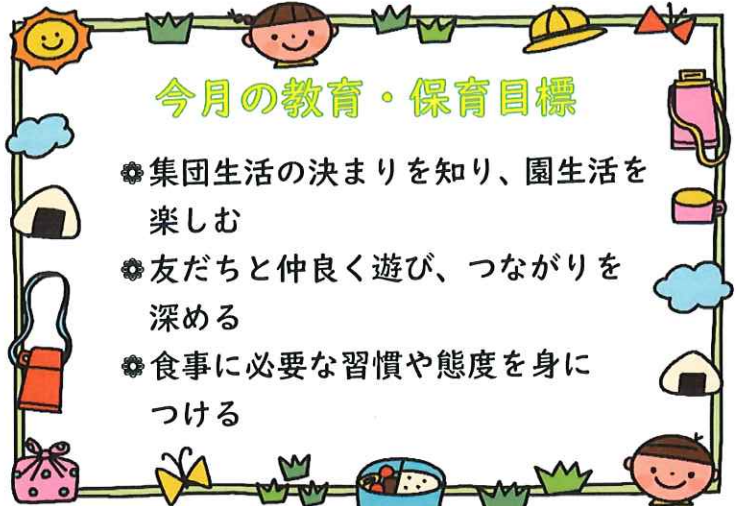 今月の教育・保育目標
❁集団生活の決まりを知り、園生活を
楽しむ
❁友だちと仲良く遊び、つながりを
深める
❁食事に必要な習慣や態度を身に
つける